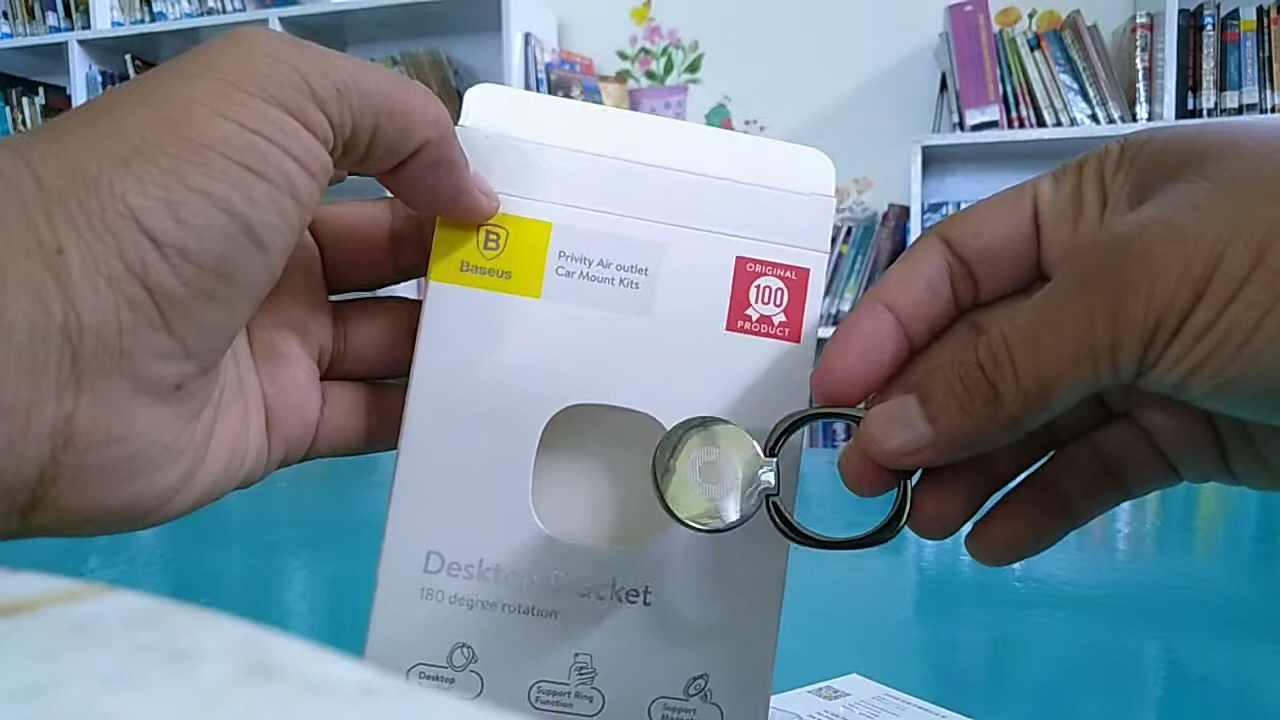 Baseus
Privity Air outlet
Car Mount Kits
ORIGINAL
100
PRODUCT
180 degree rotation
Desktop
Support Ring
Function
Support